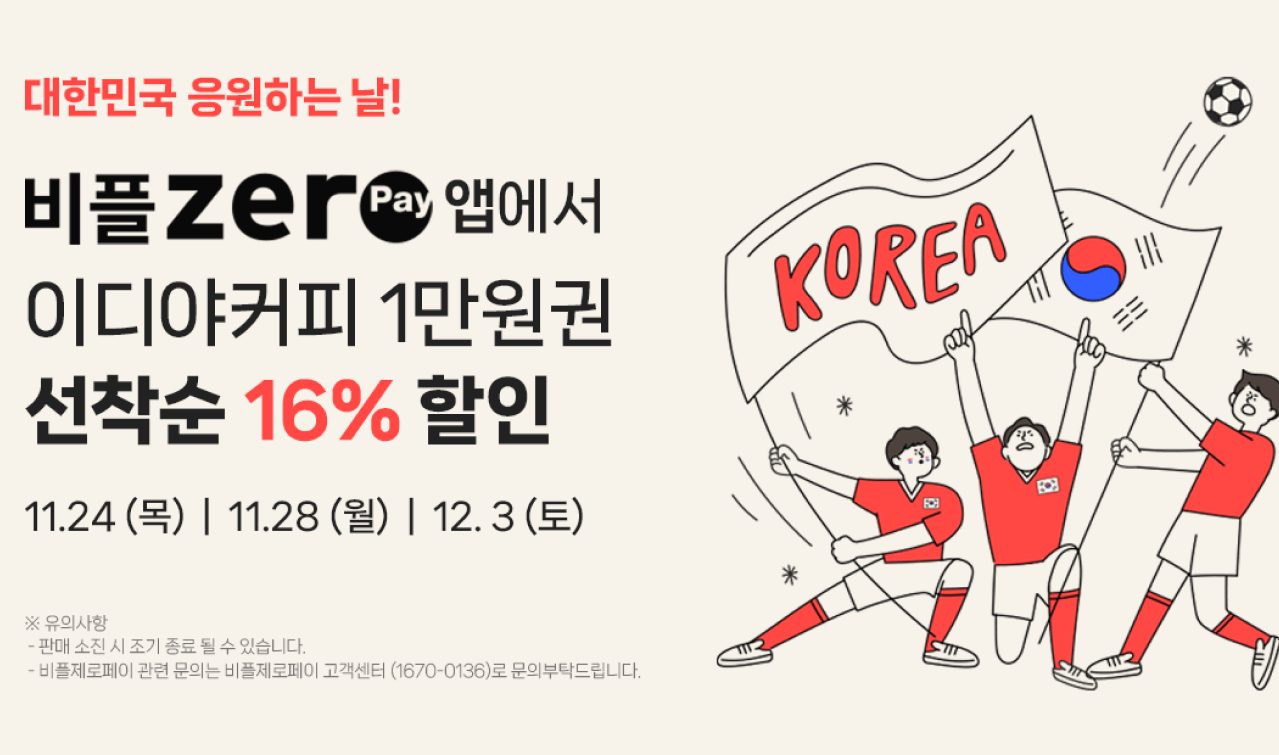 대한민국 응원하는 날!
비플 zero Pay 앱에서
이디야커피 1만원권
선착순 16% 할인
11.24 (목) | 11.28 (월) | 12. 3 (토)
※ 유의사항
- 판매 소진 시 조기 종료 될 수 있습니다.
- 비플제로페이 관련 문의는 비플제로페이 고객센터 (1670-0136)로 문의부탁드립니다.
KOREA